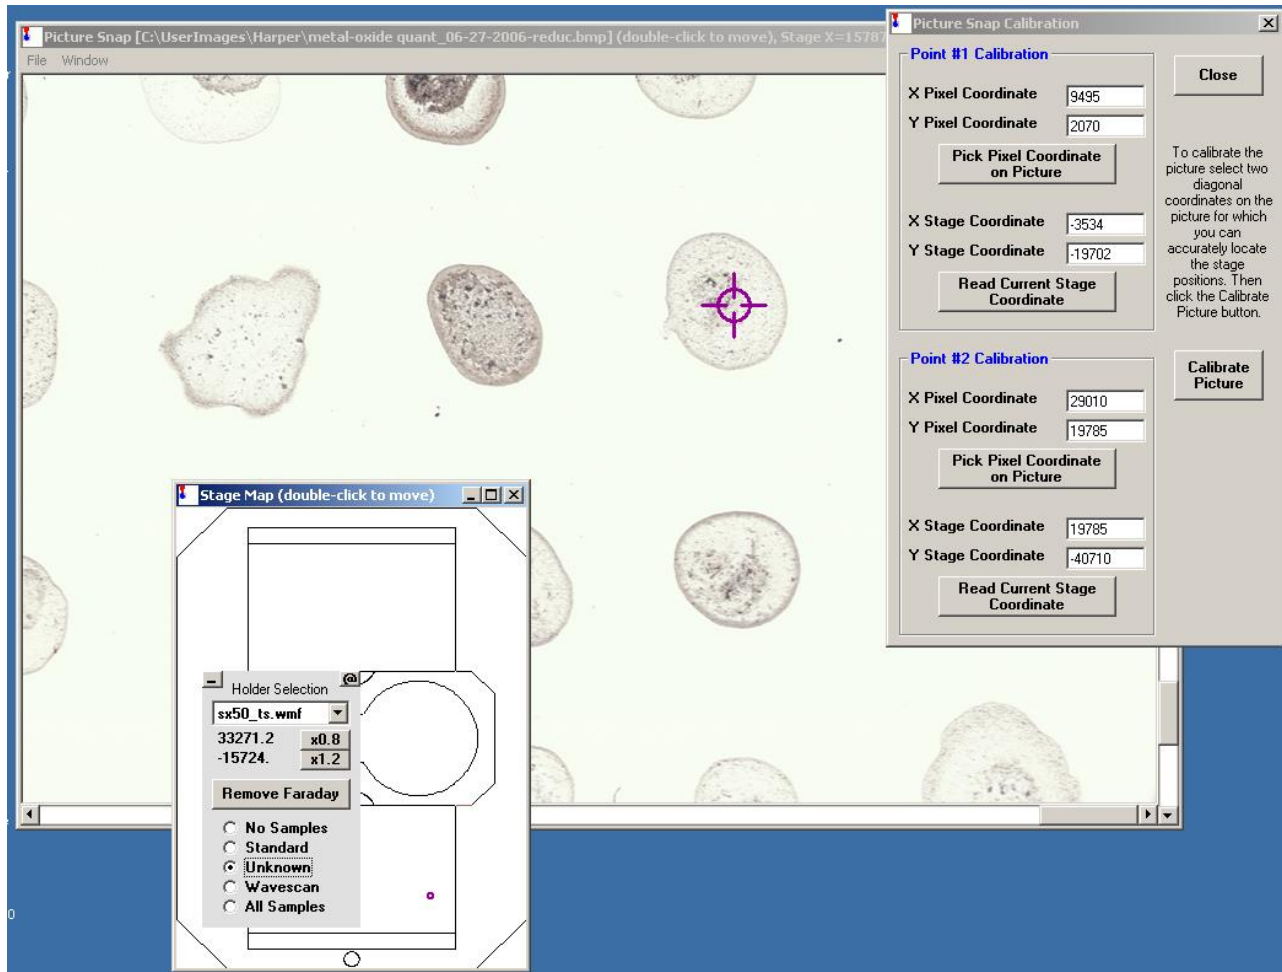 Picture Snap [C:\UserImages\Harper\metal-oxide quant_06-27-2006-reduc.bmp] (double-click to move), Stage X=15787
File Window
Picture Snap Calibration
Point #1 Calibration
X Pixel Coordinate 9495
Y Pixel Coordinate 2070
Pick Pixel Coordinate
on Picture
X Stage Coordinate -3534
Y Stage Coordinate -19702
Read Current Stage
Coordinate
Point #2 Calibration
X Pixel Coordinate 29010
Y Pixel Coordinate 19785
Pick Pixel Coordinate
on Picture
X Stage Coordinate 19785
Y Stage Coordinate -40710
Read Current Stage
Coordinate
Close
To calibrate the
picture select two
diagonal
coordinates on the
picture for which
you can
accurately locate
the stage
positions. Then
click the Calibrate
Picture button.
Calibrate
Picture
Stage Map (double-click to move)
Holder Selection
@
sx50_ts.wmf
33271.2 x0.8
-15724. x1.2
Remove Faraday
No Samples
Standard
Unknown
Wavescan
All Samples